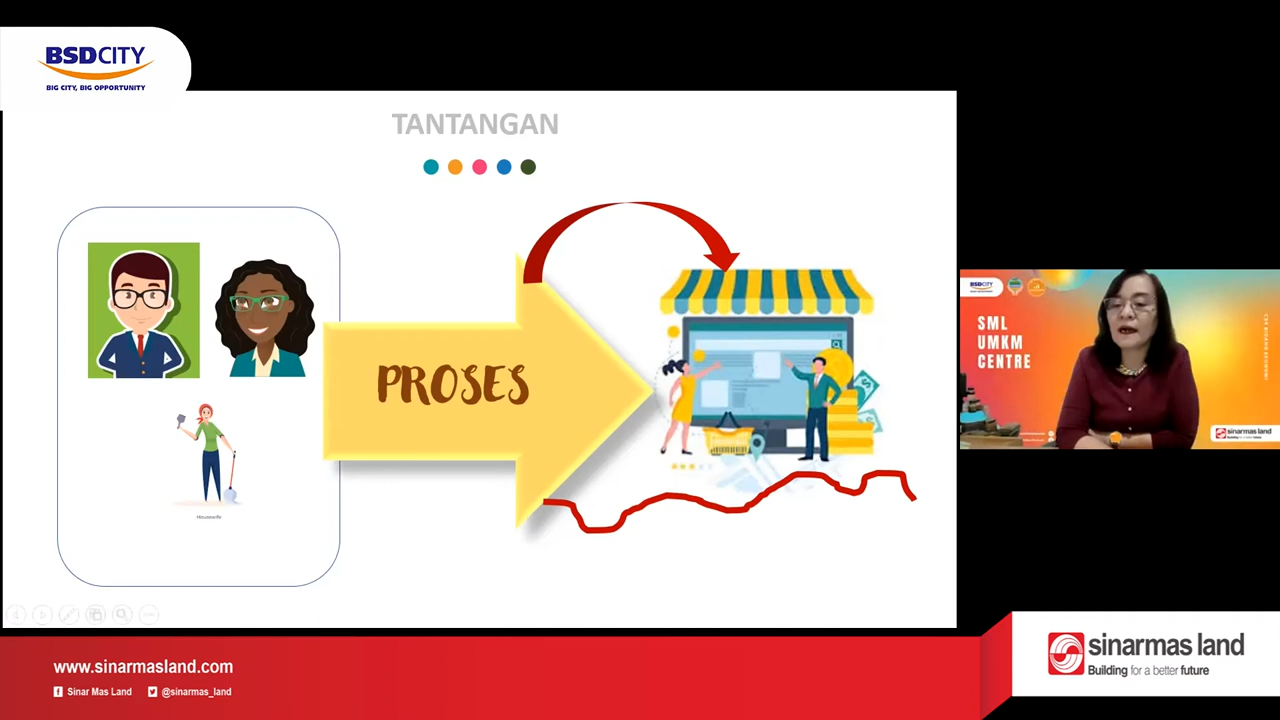 BSDCITY
BIG CITY, BIG OPPORTUNITY
TANTANGAN
PROSES
Housewife
BSDCITY
SML
UMKM
CENTRE
sinarmas land
www.sinarmasland.com
Sinar Mas Land
@sinarmas_land
sinarmas land
Building for a better future